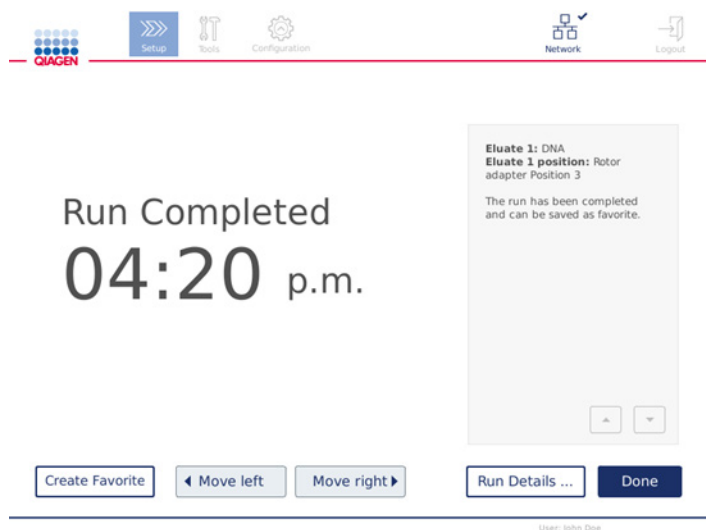 QIAGEN
Setup
Tools
Configuration
Network
Logout
Run Completed
04:20 p.m.
Eluate 1: DNA
Eluate 1 position: Rotor
adapter Position 3
The run has been completed
and can be saved as favorite.
Create Favorite
Move left
Move right
Run Details ...
Done
User: John Doe